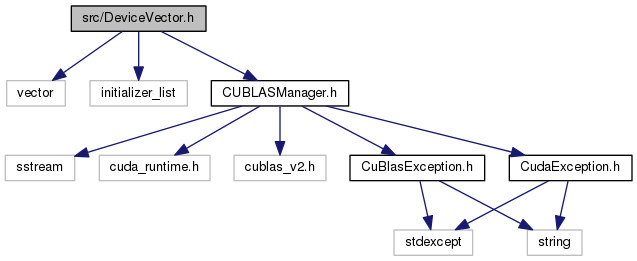 src/DeviceVector.h
vector
initializer_list
CUBLASManager.h
sstream
cuda_runtime.h
cublas_v2.h
CuBlasException.h
CudaException.h
stdexcept
string